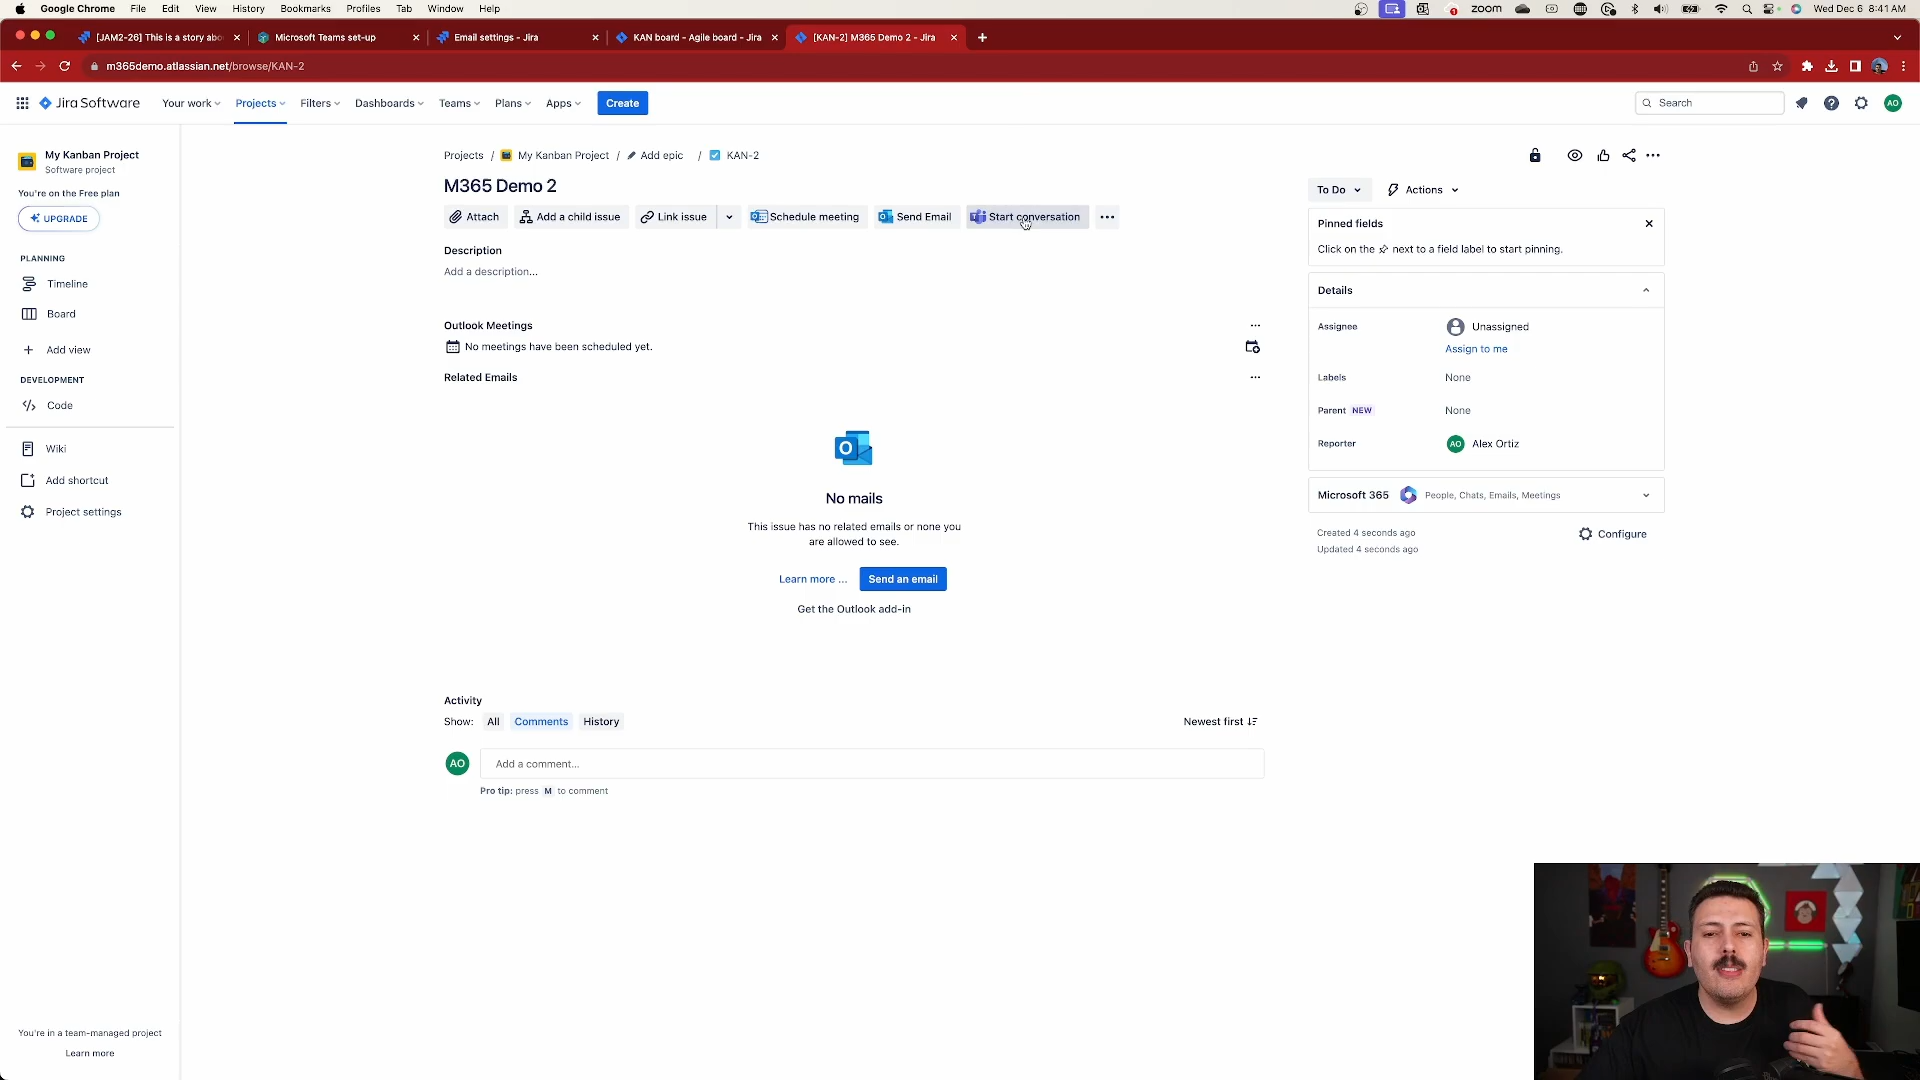 Google Chrome File Edit View History Bookmarks Profiles Tab Window Help
1 zoom Wed Dec 6 8:41 AM
[JAM2-26] This is a story abo × Microsoft Teams set-up × Email settings - Jira × KAN board - Agile board - Jira × [KAN-2] M365 Demo 2 - Jira ×
m365demo.atlassian.net/browse/KAN-2
Jira Software Your work Projects Filters Dashboards Teams Plans Apps Create Search AO
My Kanban Project
Software project
You're on the Free plan
UPGRADE
PLANNING
Timeline
Board
Add view
DEVELOPMENT
Code
Wiki
Add shortcut
Project settings
You're in a team-managed project
Learn more
Projects / My Kanban Project / Add epic / KAN-2
M365 Demo 2
Attach Add a child issue Link issue Schedule meeting Send Email Start conversation
Description
Add a description...
Outlook Meetings
No meetings have been scheduled yet.
Related Emails
No mails
This issue has no related emails or none you
are allowed to see.
Learn more ... Send an email
Get the Outlook add-in
Activity
Show: All Comments History Newest first
AO Add a comment...
Pro tip: press M to comment
To Do Actions
Pinned fields
Click on the next to a field label to start pinning.
Details
Assignee Unassigned
Assign to me
Labels None
Parent NEW None
Reporter AO Alex Ortiz
Microsoft 365 People, Chats, Emails, Meetings
Created 4 seconds ago Configure
Updated 4 seconds ago